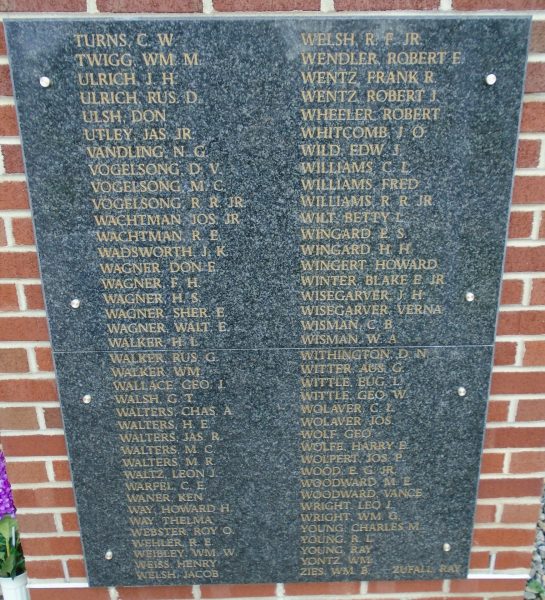 TURNS, C. W.
TWIGG, WM. M.
ULRICH, J. H.
ULRICH, RUS. D.
ULSH, DON
UTLEY, JAS. JR.
VANDLING, N. G.
VOGELSONG, D. V.
VOGELSONG, M. C.
VOGELSONG, R. R. JR.
WACHTMAN, JOS. JR.
WACHTMAN, R. E.
WADSWORTH, J. K.
WAGNER, DON E.
WAGNER, F. H.
WAGNER, H. S.
WAGNER, SHER. E.
WAGNER, WALT. E.
WALKER, H. L.
WALKER, RUS. G.
WALKER, WM.
WALLACE, GEO. J.
WALSH, G. T.
WALTERS, CHAS. A.
WALTERS, H. E.
WALTERS, JAS. R.
WALTERS, M. C.
WALTERS, M. R.
WALTZ, LEON J.
WARFEL, C. E.
WANER, KEN
WAY, HOWARD H.
WAY, THELMA
WEBSTER, ROY O.
WEHLER, R. E.
WEIBLEY, WM. W.
WEISS, HENRY
WELSH, JACOB
WELSH, R. F. JR.
WENDLER, ROBERT E.
WENTZ, FRANK R.
WENTZ, ROBERT J.
WHEELER, ROBERT
WHITCOMB, J. O.
WILD, EDW. J.
WILLIAMS, C. L.
WILLIAMS, FRED
WILLIAMS, R. R. JR.
WILT, BETTY L.
WINGARD, E. S.
WINGARD, H. H.
WINGERT, HOWARD
WINTER, BLAKE E. JR.
WISEGARVER, J. H.
WISEGARVER, VERNA
WISMAN, C. B.
WISMAN, W. A.
WITHINGTON, D. N.
WITTER, AUS. G.
WITTLE, EUG. L.
WITTLE, GEO. W.
WOLAVER, C. L.
WOLAVER, JOS.
WOLF, GEO.
WOLFE, HARRY E.
WOLPERT, JOS. P.
WOOD, E. G. JR.
WOODWARD, M. E.
WOODWARD, VANCE
WRIGHT, LEO J.
WRIGHT, WM. G.
YOUNG, CHARLES M.
YOUNG, R. L.
YOUNG, RAY
YONTZ, WM.
ZIES, WM. B. — ZUFALL, RAY